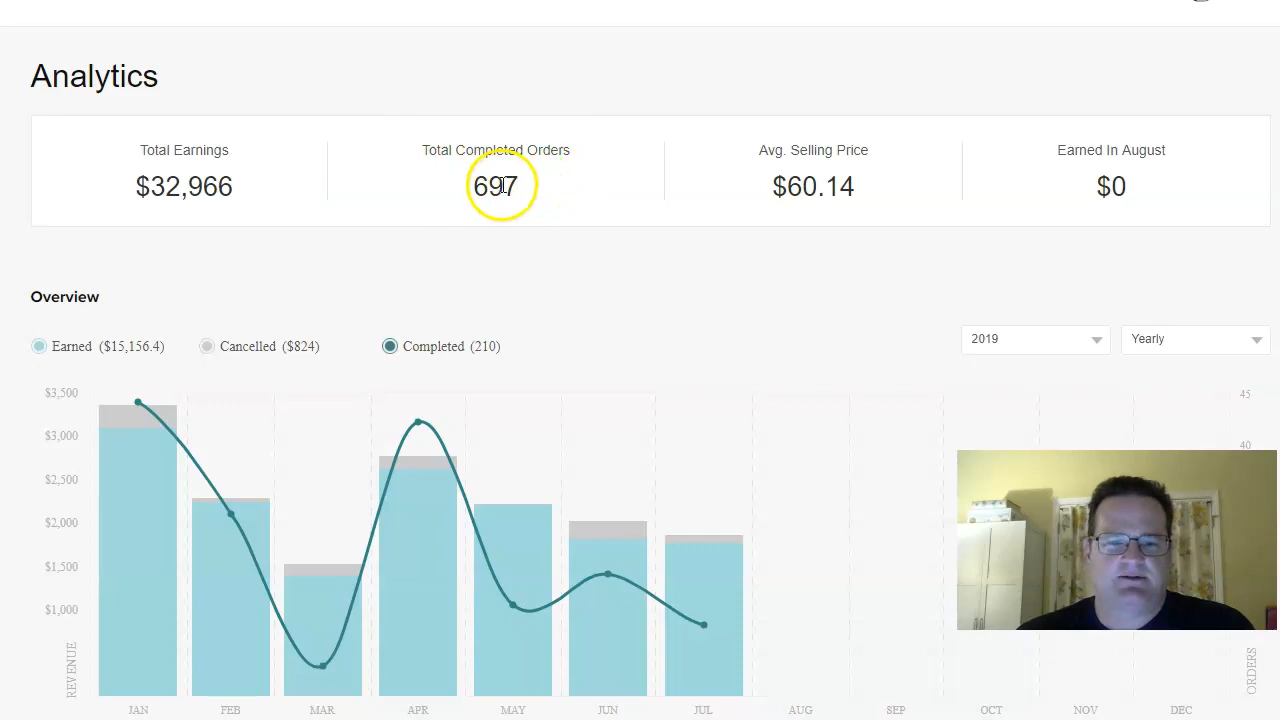 Analytics
Total Earnings
Total Completed Orders
Avg. Selling Price
Earned In August
$32,966
697
$60.14
$0
Overview
Earned ($15,156.4)
Cancelled ($824)
Completed (210)
2019
Yearly
$3,500
$3,000
$2,500
$2,000
$1,500
$1,000
REVENUE
45
40
ORDERS
JAN FEB MAR APR MAY JUN JUL AUG SEP OCT NOV DEC